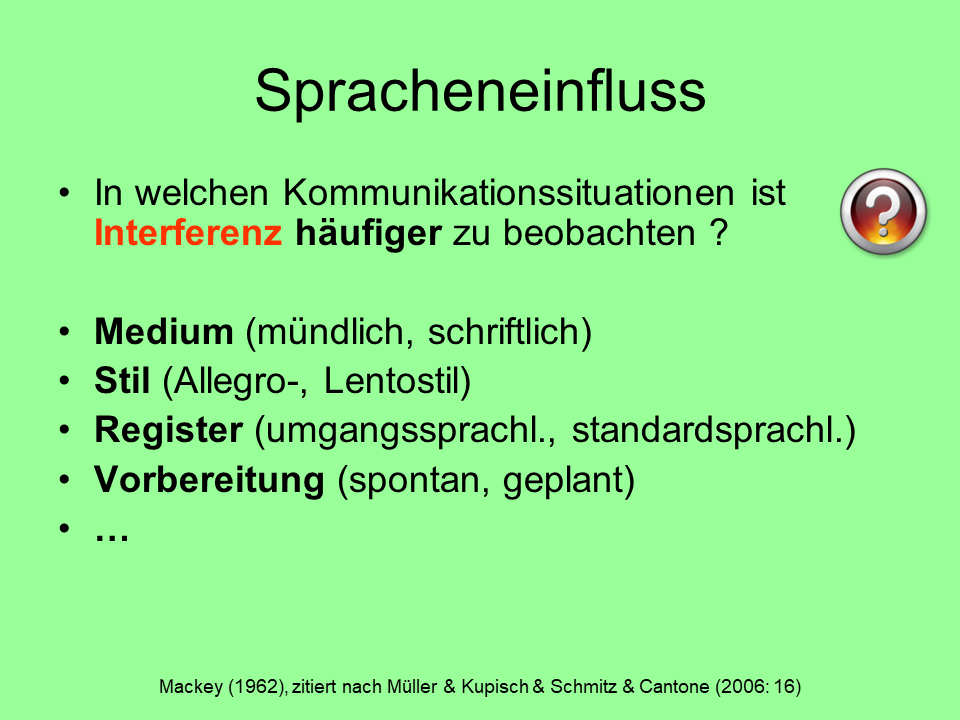 Spracheneinfluss
• In welchen Kommunikationssituationen ist
Interferenz häufiger zu beobachten ?
• Medium (mündlich, schriftlich)
• Stil (Allegro-, Lentostil)
• Register (umgangssprachl., standardsprachl.)
• Vorbereitung (spontan, geplant)
• …
Mackey (1962), zitiert nach Müller & Kupisch & Schmitz & Cantone (2006: 16)